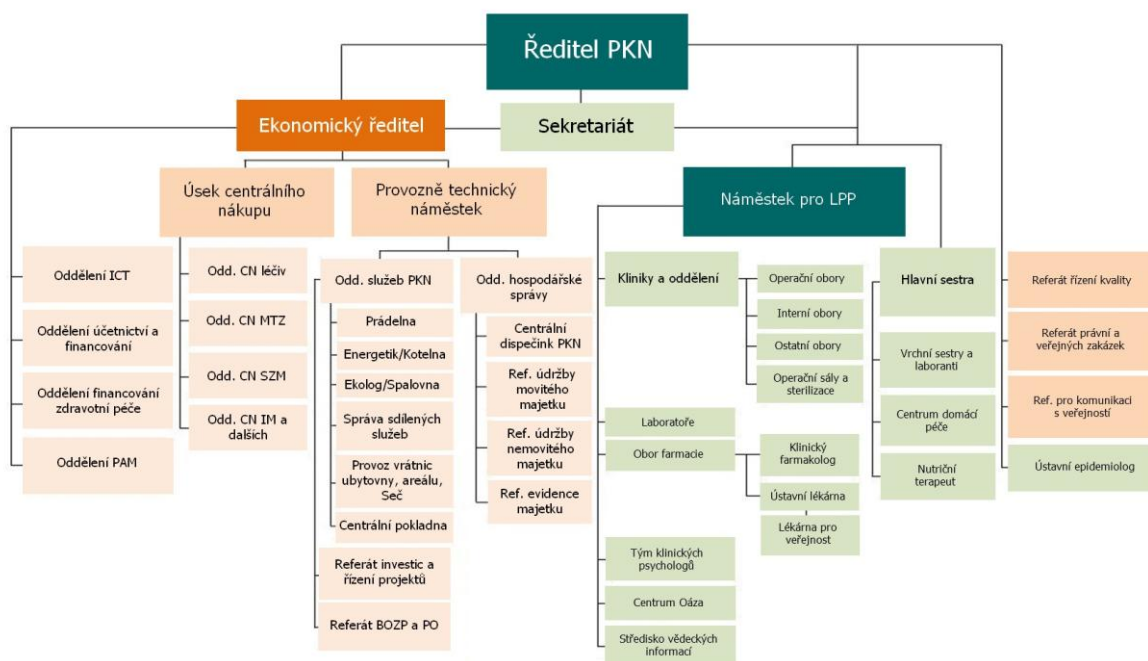 Ředitel PKN
Ekonomický ředitel
Sekretariát
Úsek centrálního
nákupu
Provozně technický
náměstek
Náměstek pro LPP
Oddělení ICT
Oddělení účetnictví a
financování
Oddělení financování
zdravotní péče
Oddělení PAM
Odd. CN léčiv
Odd. CN MTZ
Odd. CN SZM
Odd. CN IM a
dalších
Odd. služeb PKN
Prádelna
Energetik/Kotelna
Ekolog/Spalovna
Správa sdílených
služeb
Provoz vrátnic
ubytovny, areálu,
Seč
Centrální pokladna
Referát investic a
řízení projektů
Referát BOZP a PO
Odd. hospodářské
správy
Centrální
dispečink PKN
Ref. údržby
movitého
majetku
Ref. údržby
nemovitého
majetku
Ref. evidence
majetku
Kliniky a oddělení
Operační obory
Interní obory
Ostatní obory
Operační sály a
sterilizace
Laboratoře
Obor farmacie
Klinický
farmakolog
Ústavní lékárna
Lékárna pro
veřejnost
Tým klinických
psychologů
Centrum Oáza
Středisko vědeckých
informací
Hlavní sestra
Vrchní sestry a
laboranti
Centrum domácí
péče
Nutriční
terapeut
Referát řízení kvality
Referát právní a
veřejných zakázek
Ref. pro komunikaci
s veřejností
Ústavní epidemiolog